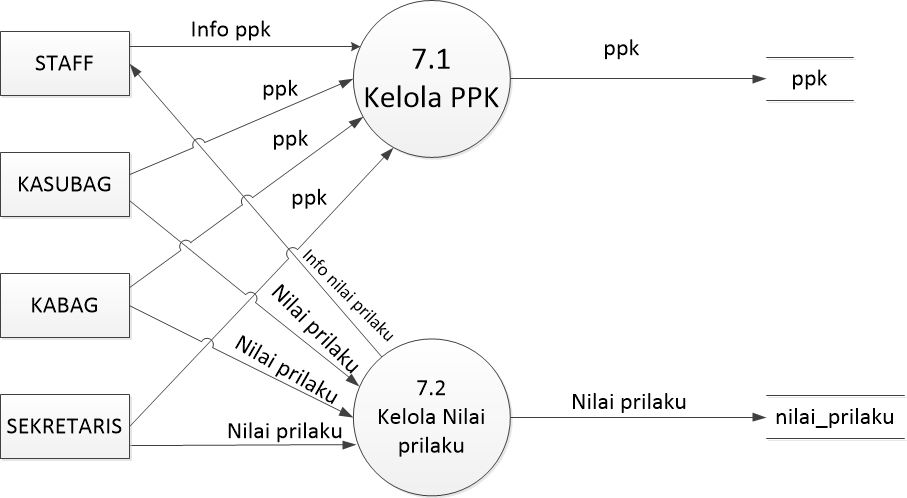 Info ppk
7.1
Kelola PPK
ppk
ppk
STAFF
ppk
ppk
KASUBAG
ppk
Info nilai prilaku
KABAG
Nilai prilaku
Nilai prilaku
7.2
Kelola Nilai
prilaku
Nilai prilaku
nilai_prilaku
SEKRETARIS
Nilai prilaku